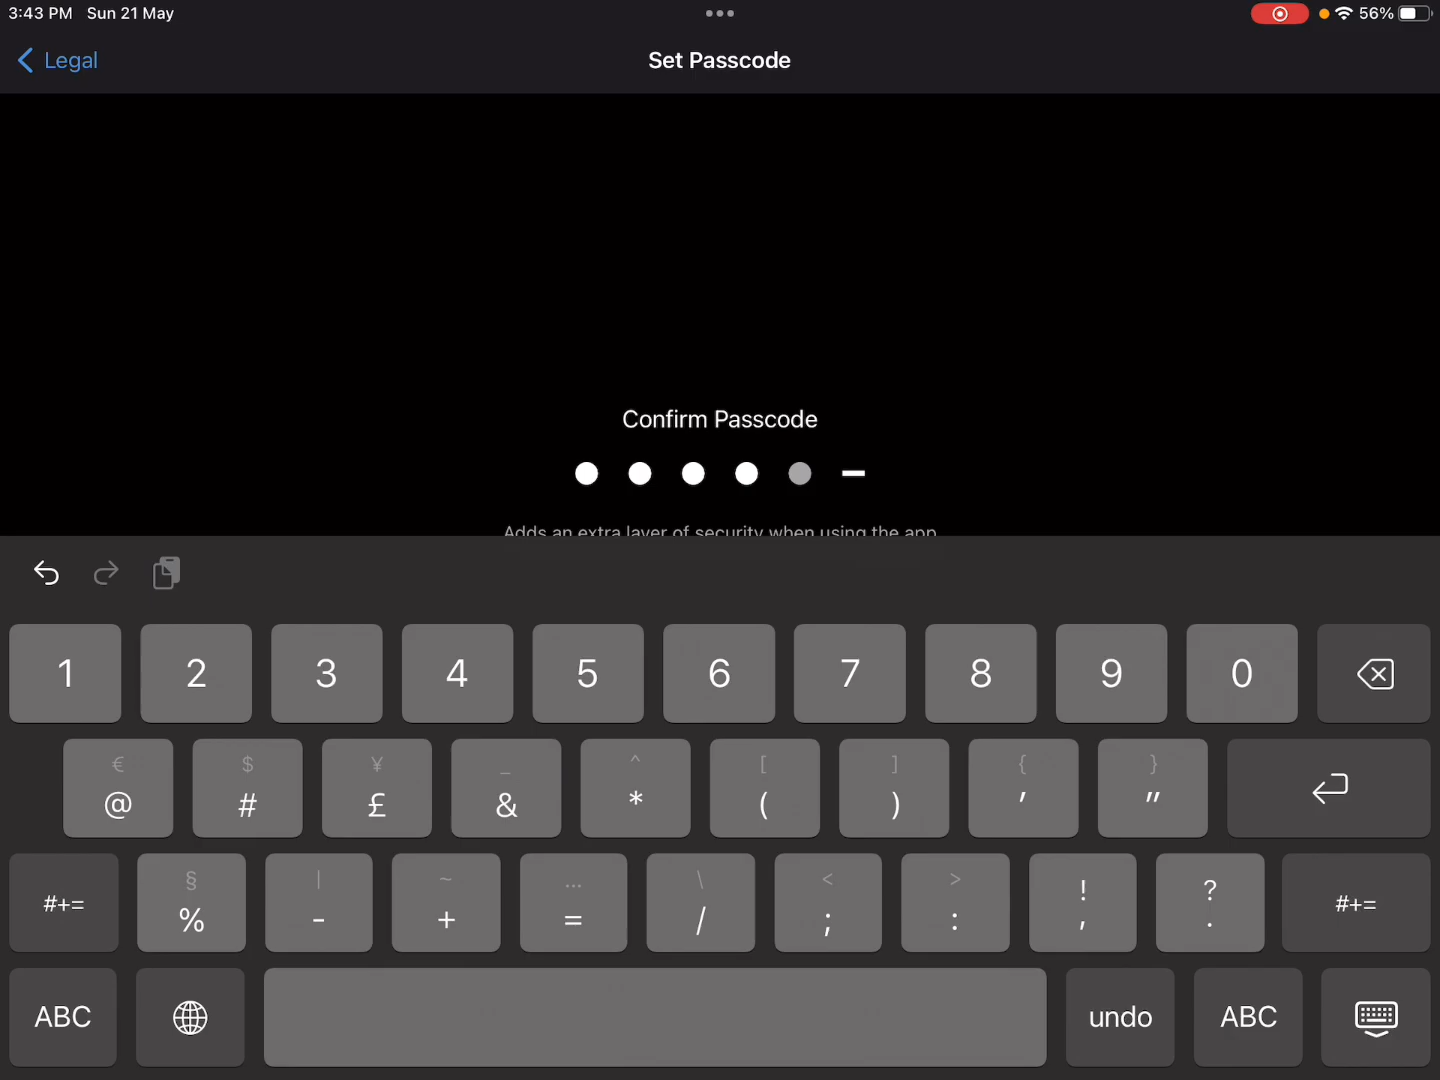 3:43 PM Sun 21 May 56%
Legal Set Passcode
Confirm Passcode
Adds an extra layer of security when using the app
1 2 3 4 5 6 7 8 9 0
€ $ ¥ _ ^ [ ] { }
@ # £ & * ( ) ' "
§ | ~ … \ < > ! ?
#+= % - + = / ; : , . #+=
ABC undo ABC